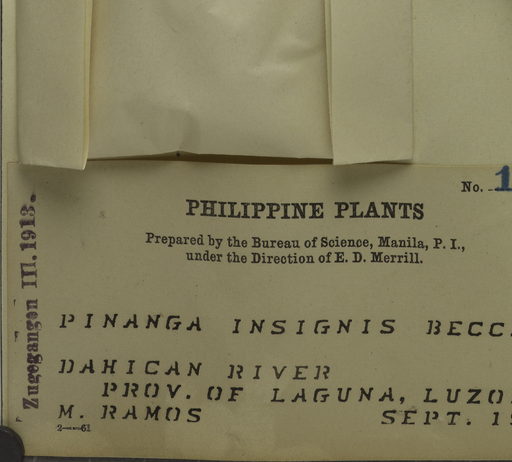 No. 1
PHILIPPINE PLANTS
Prepared by the Bureau of Science, Manila, P. I.,
under the Direction of E. D. Merrill.
Zugegangen III. 1913.
PINANGA INSIGNIS BECC.
DAHICAN RIVER
PROV. OF LAGUNA, LUZO
M. RAMOS SEPT. 19